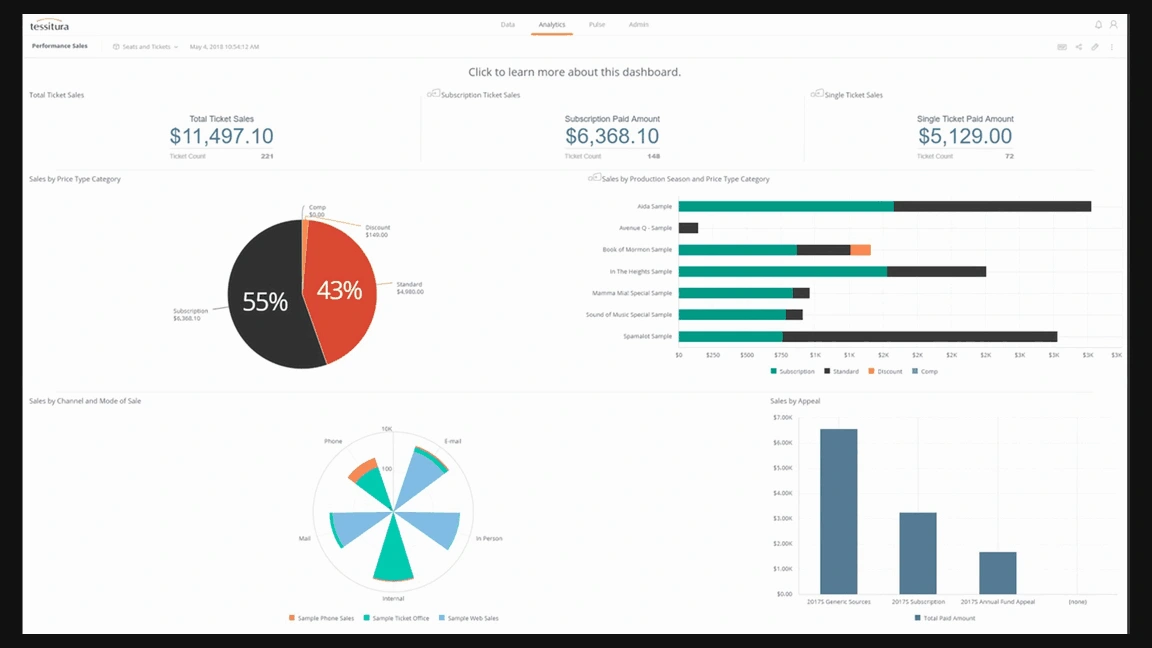 tessitura
Data Analytics Pulse Admin
Performance Sales Seats and Tickets May 4, 2018 10:54:12 AM
Click to learn more about this dashboard.
Total Ticket Sales
Total Ticket Sales
$11,497.10
Ticket Count 221
Subscription Ticket Sales
Subscription Paid Amount
$6,368.10
Ticket Count 148
Single Ticket Sales
Single Ticket Paid Amount
$5,129.00
Ticket Count 72
Sales by Price Type Category
Comp
$0.00
Discount
$149.00
Standard
$4,980.00
Subscription
$6,368.10
55%
43%
Sales by Production Season and Price Type Category
Aida Sample
Avenue Q - Sample
Book of Mormon Sample
In The Heights Sample
Mamma Mia! Special Sample
Sound of Music Special Sample
Spamalot Sample
$0 $250 $500 $750 $1K $1K $2K $2K $2K $2K $3K $3K $3K $3K
Subscription Standard Discount Comp
Sales by Channel and Mode of Sale
10K
100
Phone
E-mail
Mail
In Person
Internal
Sample Phone Sales Sample Ticket Office Sample Web Sales
Sales by Appeal
$7.00K
$6.00K
$5.00K
$4.00K
$3.00K
$2.00K
$1.00K
$0.00
2017S Generic Sources 2017S Subscription 2017S Annual Fund Appeal (none)
Total Paid Amount